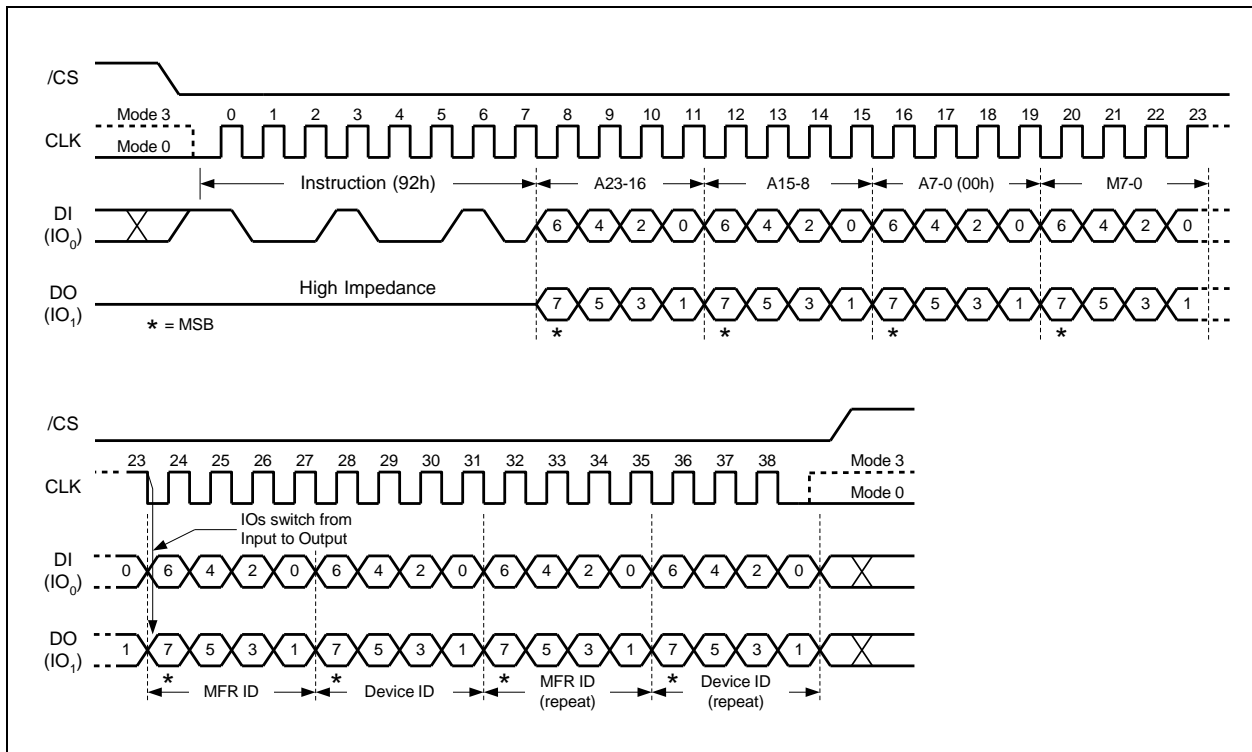 /CS
Mode 3 0 1 2 3 4 5 6 7 8 9 10 11 12 13 14 15 16 17 18 19 20 21 22 23
CLK
Mode 0
Instruction (92h) A23-16 A15-8 A7-0 (00h) M7-0
DI
(IO0) 6 4 2 0 6 4 2 0 6 4 2 0 6 4 2 0
High Impedance
DO
(IO1) 7 5 3 1 7 5 3 1 7 5 3 1 7 5 3 1
* = MSB * * * *
/CS
23 24 25 26 27 28 29 30 31 32 33 34 35 36 37 38 Mode 3
CLK
Mode 0
IOs switch from
Input to Output
DI
(IO0) 0 6 4 2 0 6 4 2 0 6 4 2 0 6 4 2 0
DO
(IO1) 1 7 5 3 1 7 5 3 1 7 5 3 1 7 5 3 1
* * * *
MFR ID Device ID MFR ID
(repeat) Device ID
(repeat)